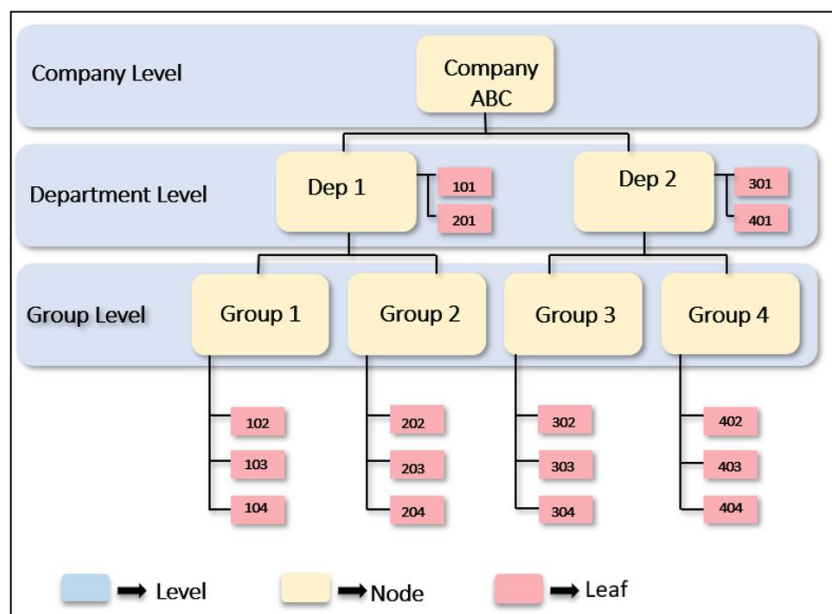 Company Level
Company
ABC
Department Level
Dep 1
101
201
Dep 2
301
401
Group Level
Group 1
Group 2
Group 3
Group 4
102
202
302
402
103
203
303
403
104
204
304
404
Level
Node
Leaf